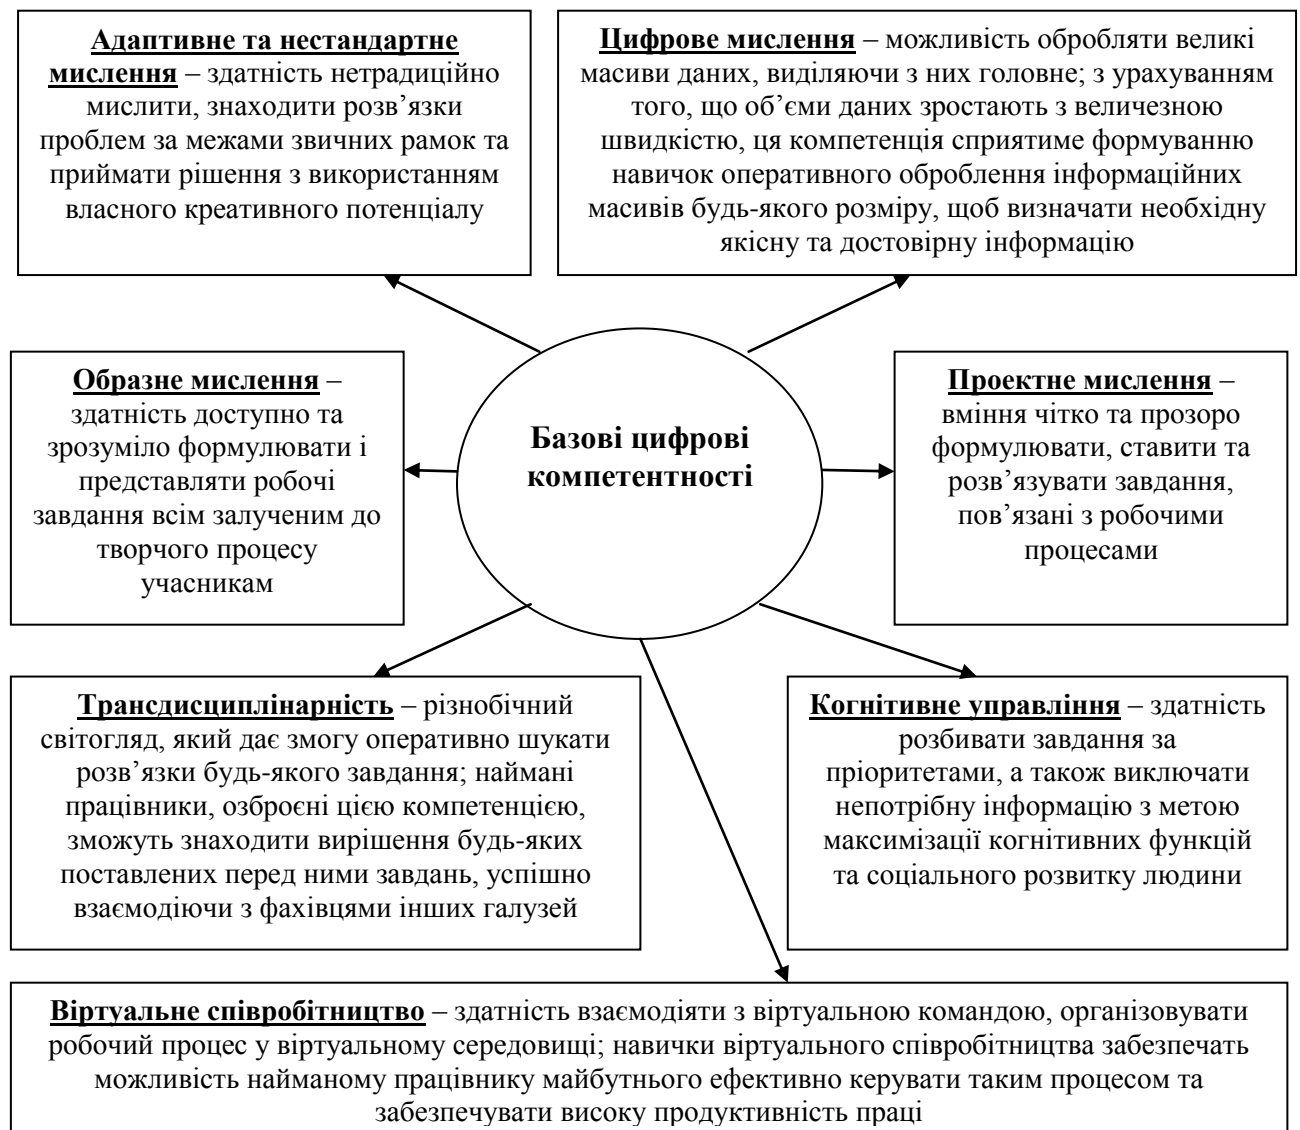 Адаптивне та нестандартне
мислення – здатність нетрадиційно
мислити, знаходити розв’язки
проблем за межами звичних рамок та
приймати рішення з використанням
власного креативного потенціалу
Цифрове мислення – можливість обробляти великі
масиви даних, виділяючи з них головне; з урахуванням
того, що об’єми даних зростають з величезною
швидкістю, ця компетенція сприятиме формуванню
навичок оперативного оброблення інформаційних
масивів будь-якого розміру, щоб визначати необхідну
якісну та достовірну інформацію
Образне мислення –
здатність доступно та
зрозуміло формулювати і
представляти робочі
завдання всім залученим до
творчого процесу
учасникам
Базові цифрові
компетентності
Проектне мислення –
вміння чітко та прозоро
формулювати, ставити та
розв’язувати завдання,
пов’язані з робочими
процесами
Трансдисциплінарність – різнобічний
світогляд, який дає змогу оперативно шукати
розв’язки будь-якого завдання; наймані
працівники, озброєні цією компетенцією,
зможуть знаходити вирішення будь-яких
поставлених перед ними завдань, успішно
взаємодіючи з фахівцями інших галузей
Когнітивне управління – здатність
розбивати завдання за
пріоритетами, а також виключати
непотрібну інформацію з метою
максимізації когнітивних функцій
та соціального розвитку людини
Віртуальне співробітництво – здатність взаємодіяти з віртуальною командою, організовувати
робочий процес у віртуальному середовищі; навички віртуального співробітництва забезпечать
можливість найманому працівнику майбутнього ефективно керувати таким процесом та
забезпечувати високу продуктивність праці